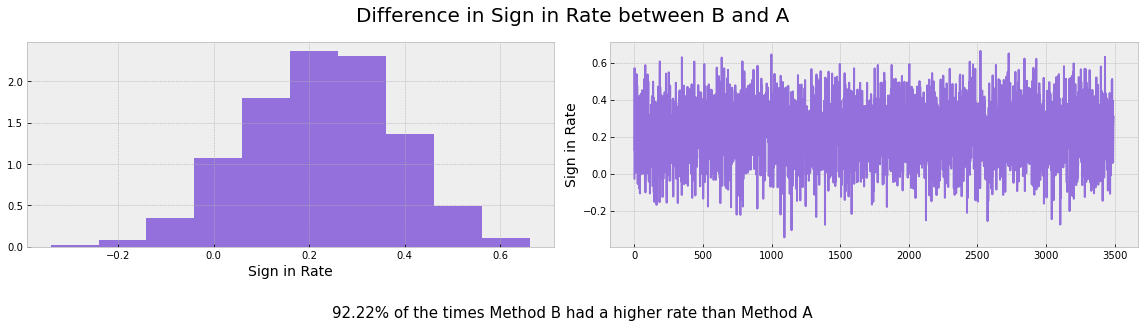 Difference in Sign in Rate between B and A
2.0
1.5
1.0
0.5
0.0
−0.2 0.0 0.2 0.4 0.6
Sign in Rate
Sign in Rate
0.6
0.4
0.2
0.0
−0.2
0 500 1000 1500 2000 2500 3000 3500
92.22% of the times Method B had a higher rate than Method A